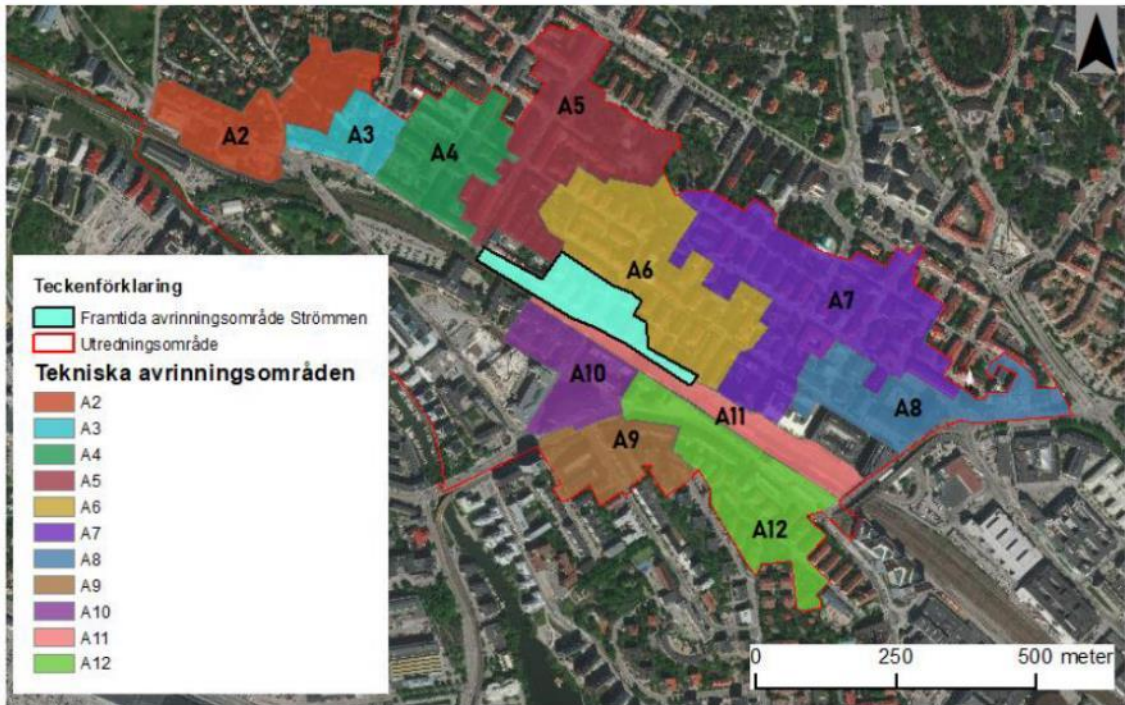 A5
A2
A3
A4
A6
A7
A10
A11
A8
A9
A12
Teckenförklaring
Framtida avrinningsområde Strömmen
Utredningsområde
Tekniska avrinningsområden
A2
A3
A4
A5
A6
A7
A8
A9
A10
A11
A12
0 250 500 meter